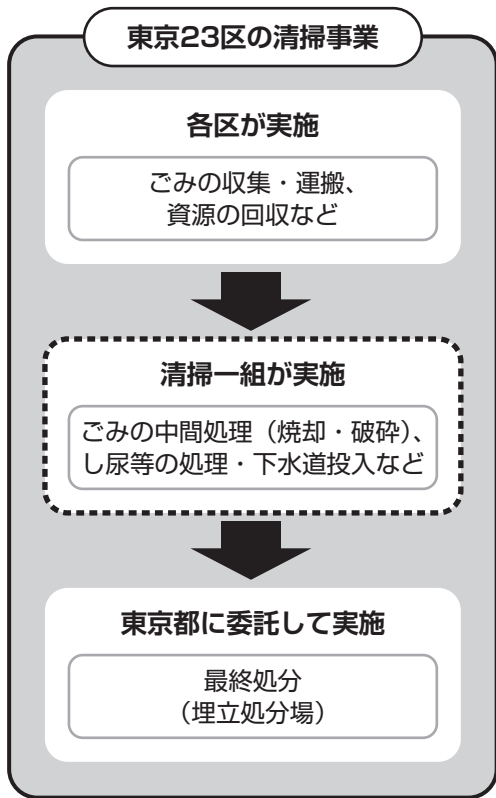 東京23区の清掃事業
各区が実施
ごみの収集・運搬、
資源の回収など
清掃一組が実施
ごみの中間処理（焼却・破砕）、
し尿等の処理・下水道投入など
東京都に委託して実施
最終処分
（埋立処分場）